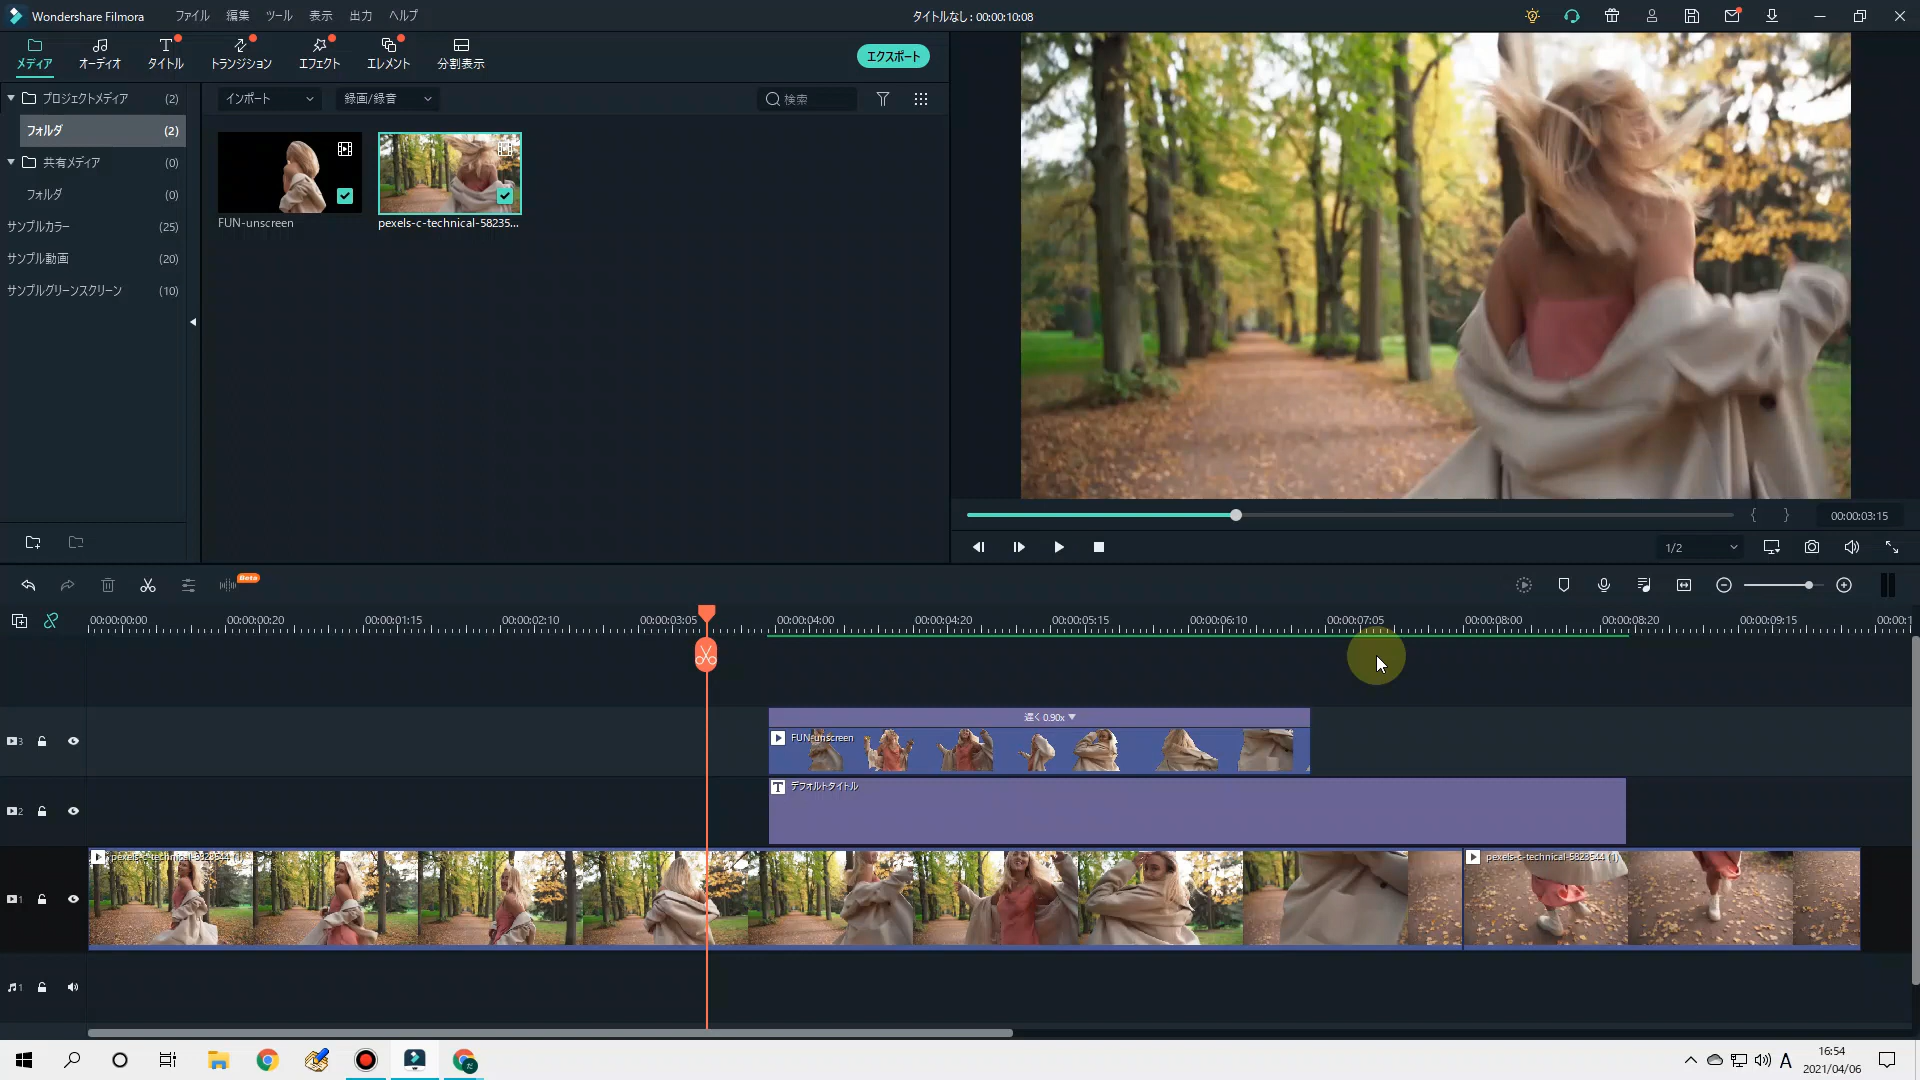 Wondershare Filmora
ファイル 編集 ツール 表示 出力 ヘルプ
タイトルなし : 00:00:10:08
メディア オーディオ タイトル トランジション エフェクト エレメント 分割表示
エクスポート
プロジェクトメディア (2)
フォルダ (2)
共有メディア (0)
フォルダ (0)
サンプルカラー (25)
サンプル動画 (20)
サンプルグリーンスクリーン (10)
インポート 録画/録音 検索
FUN-unscreen
pexels-c-technical-58235...
{ } 00:00:03:15
1/2
Beta
00:00:00:00 00:00:00:20 00:00:01:15 00:00:02:10 00:00:03:05 00:00:04:00 00:00:04:20 00:00:05:15 00:00:06:10 00:00:07:05 00:00:08:00 00:00:08:20 00:00:09:15 00:00:1
遅く 0.90x
3 FUN-unscreen
2 T デフォルトタイトル
1 pexels-c-technical-5823544 (1) pexels-c-technical-5823544 (1)
1
A
16:54
2021/04/06